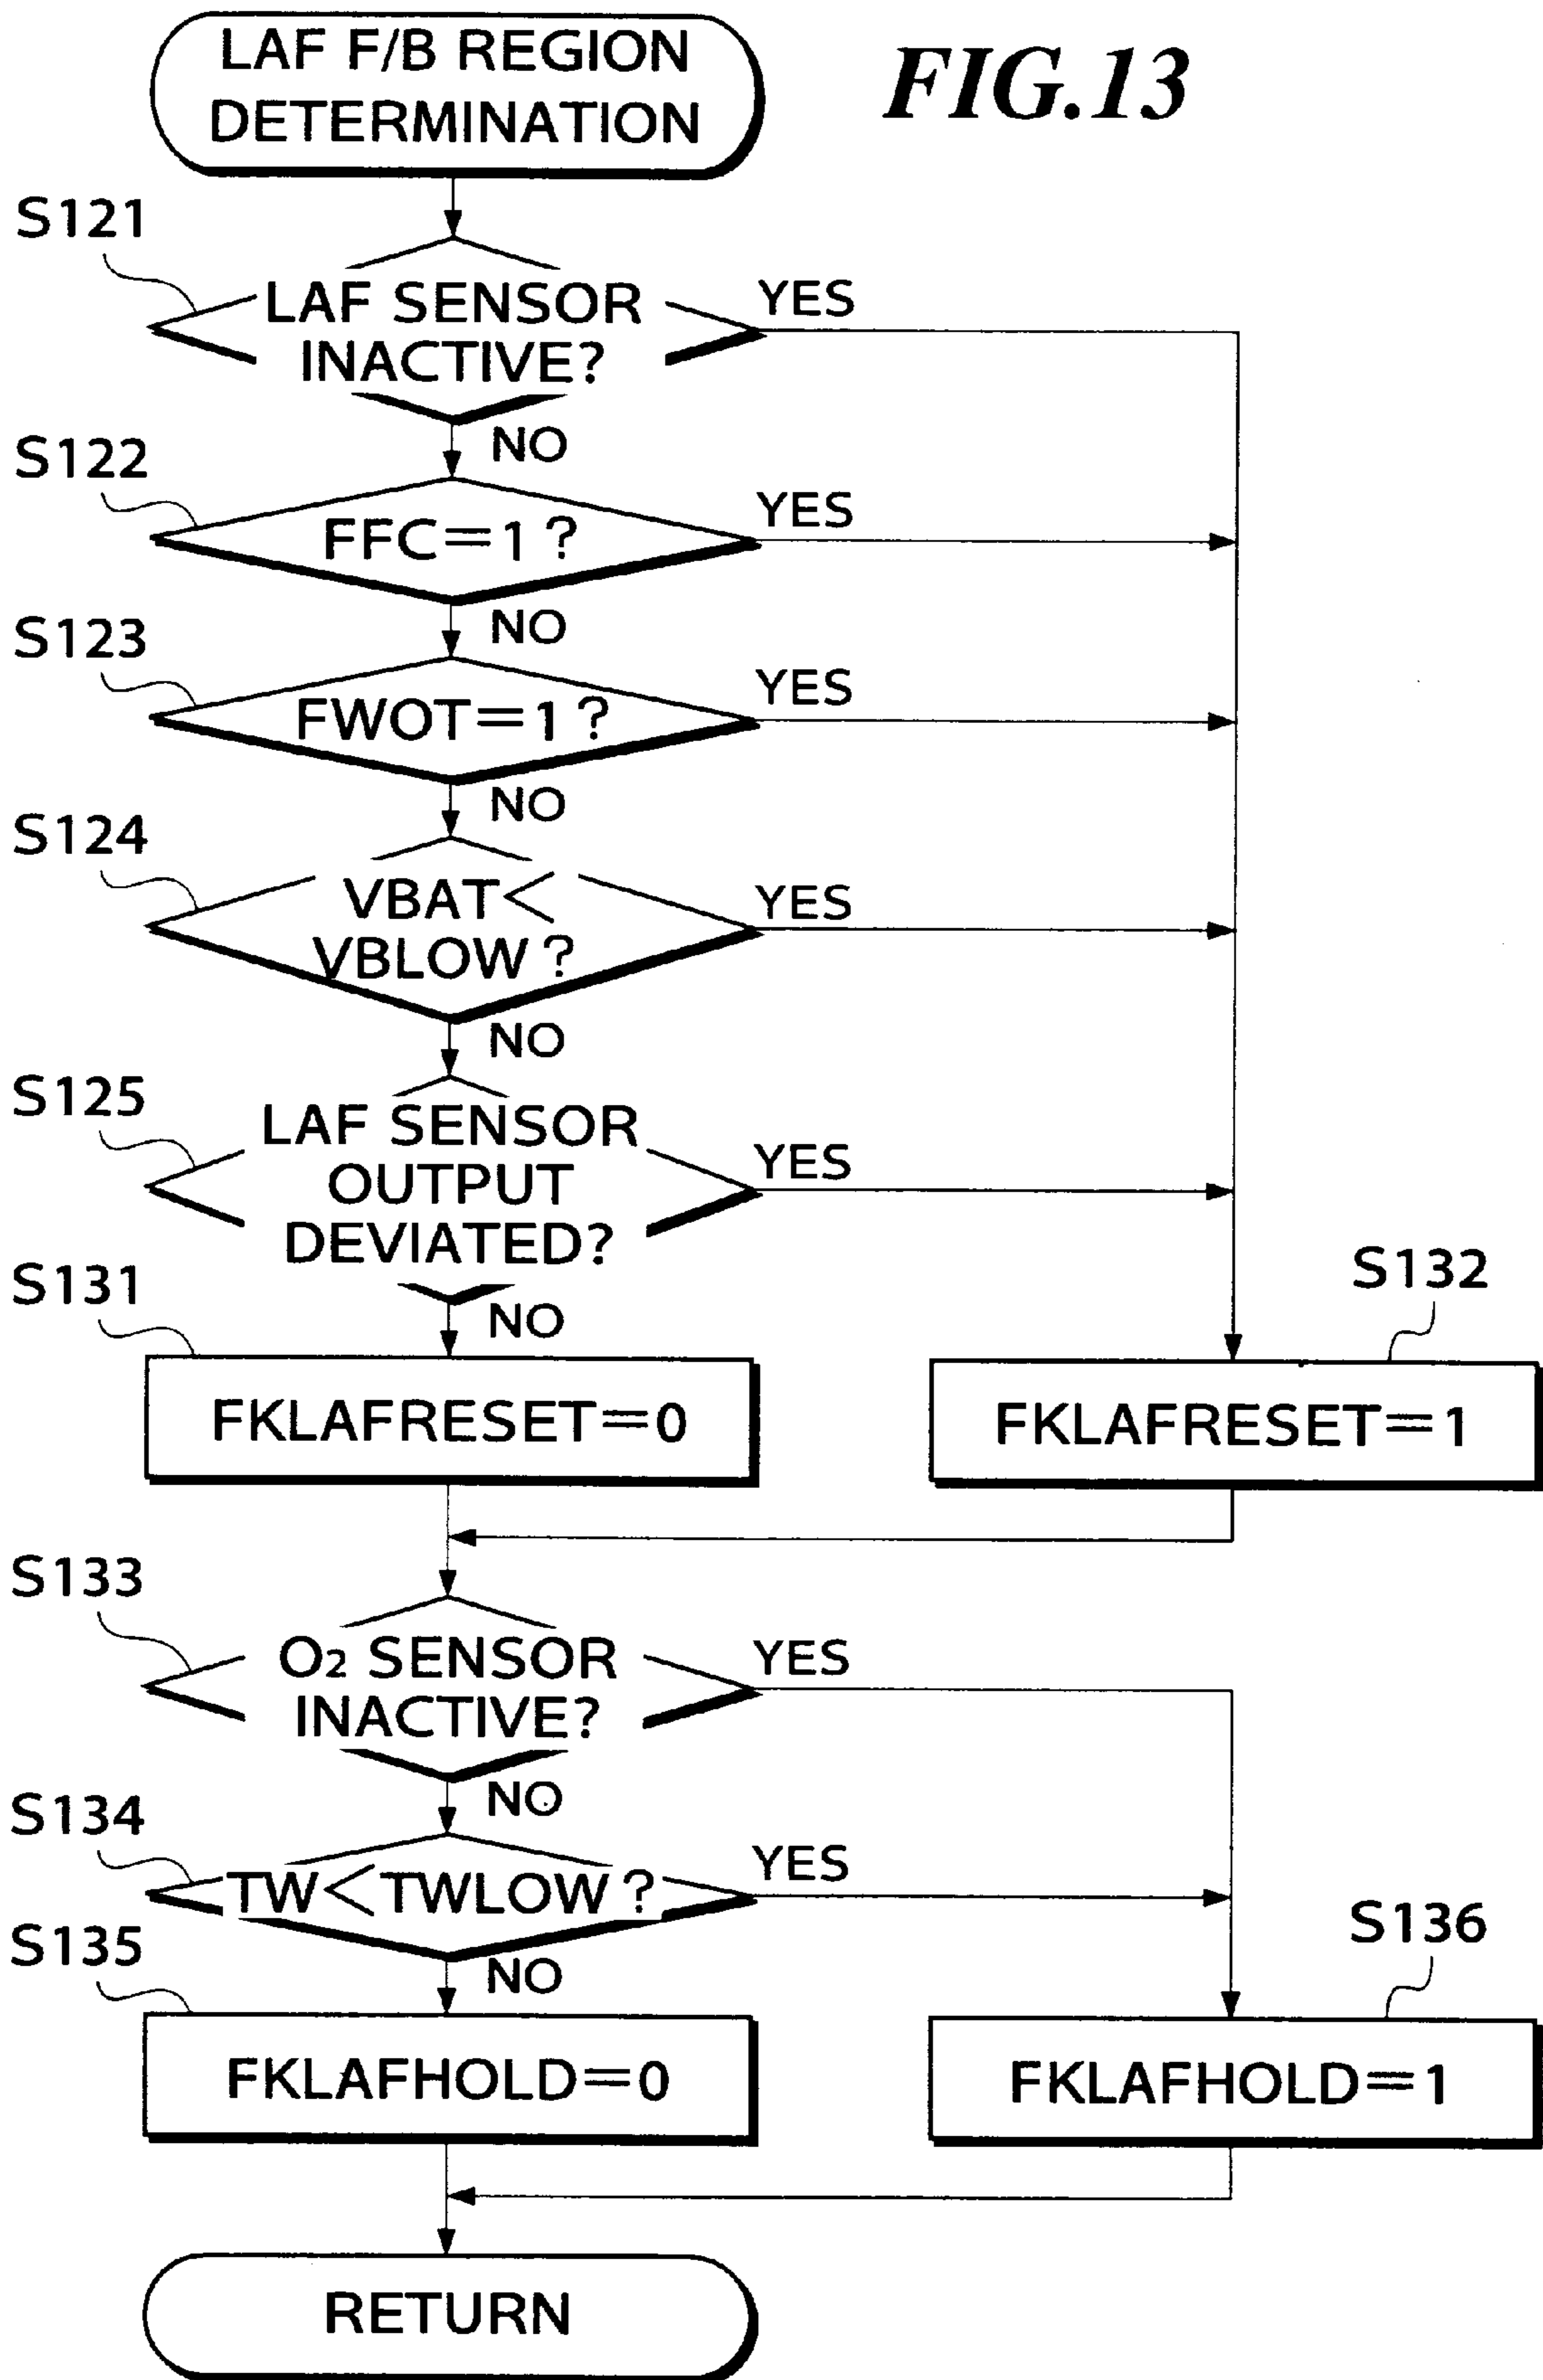 LAF F/B REGION
DETERMINATION
FIG.13
S121
LAF SENSOR
INACTIVE?
YES
NO
S122
FFC=1?
YES
NO
S123
FWOT=1?
YES
NO
S124
VBAT<
VBLOW?
YES
NO
S125
LAF SENSOR
OUTPUT
DEVIATED?
YES
NO
S131
FKLAFRESET=0
S132
FKLAFRESET=1
S133
O2 SENSOR
INACTIVE?
YES
NO
S134
TW<TWLOW?
YES
NO
S135
FKLAFHOLD=0
S136
FKLAFHOLD=1
RETURN